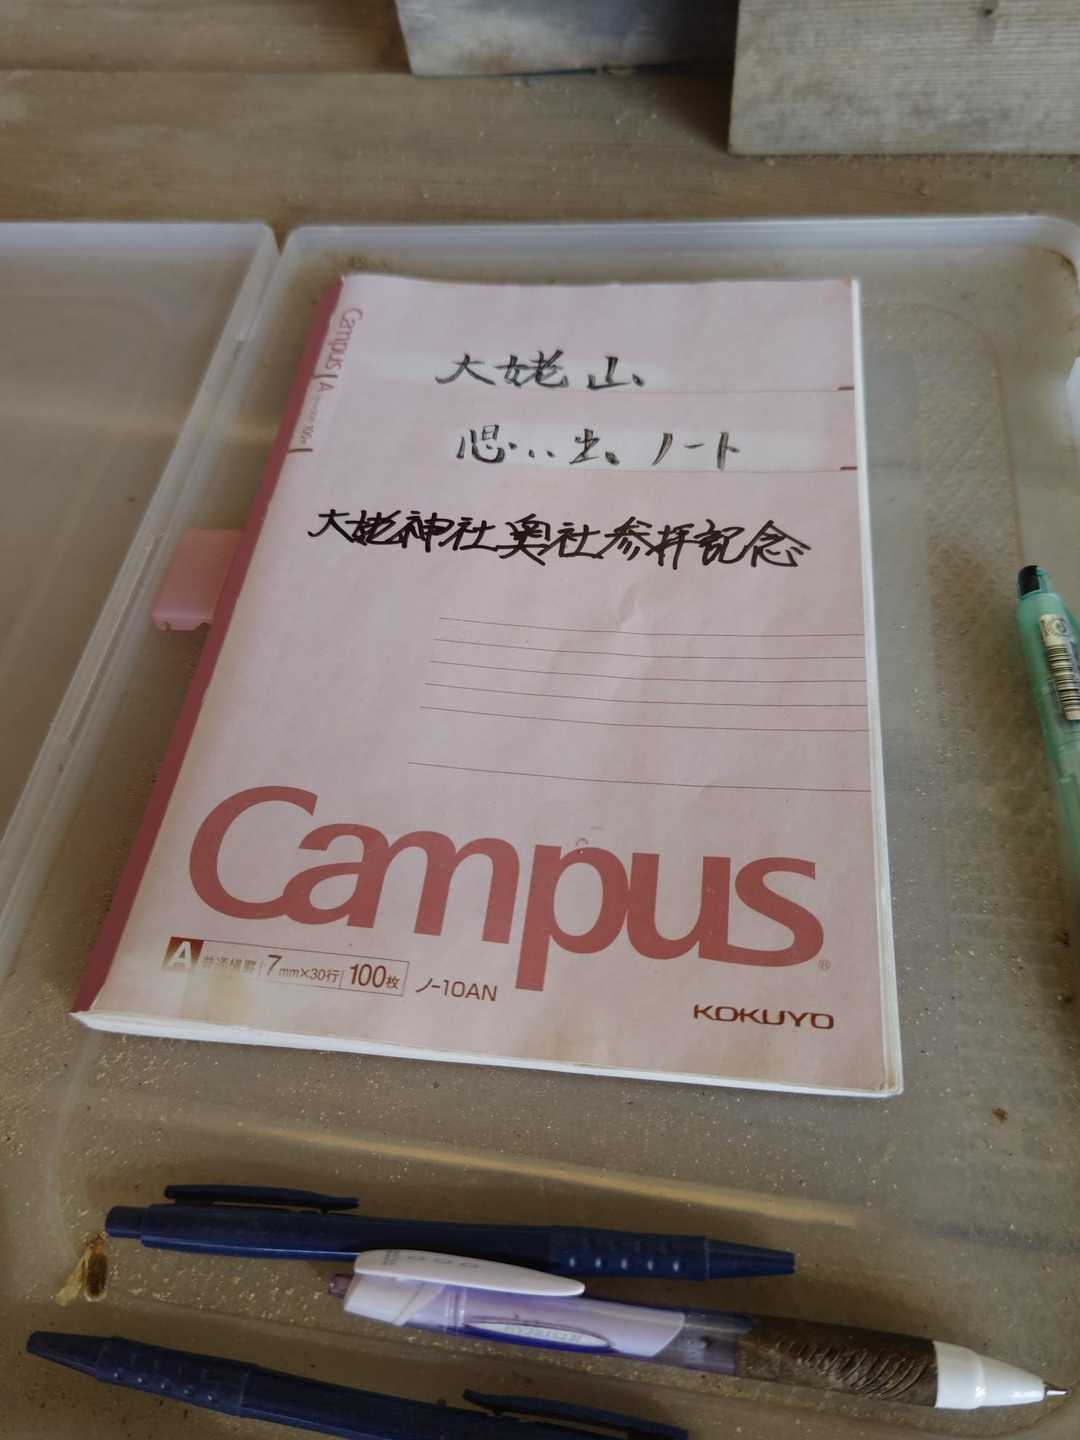 大姥山
思い出ノート
大姥神社奥社参拝記念
Campus
A 普通横罫 7mm×30行 100枚 ノ-10AN
KOKUYO
Campus
A